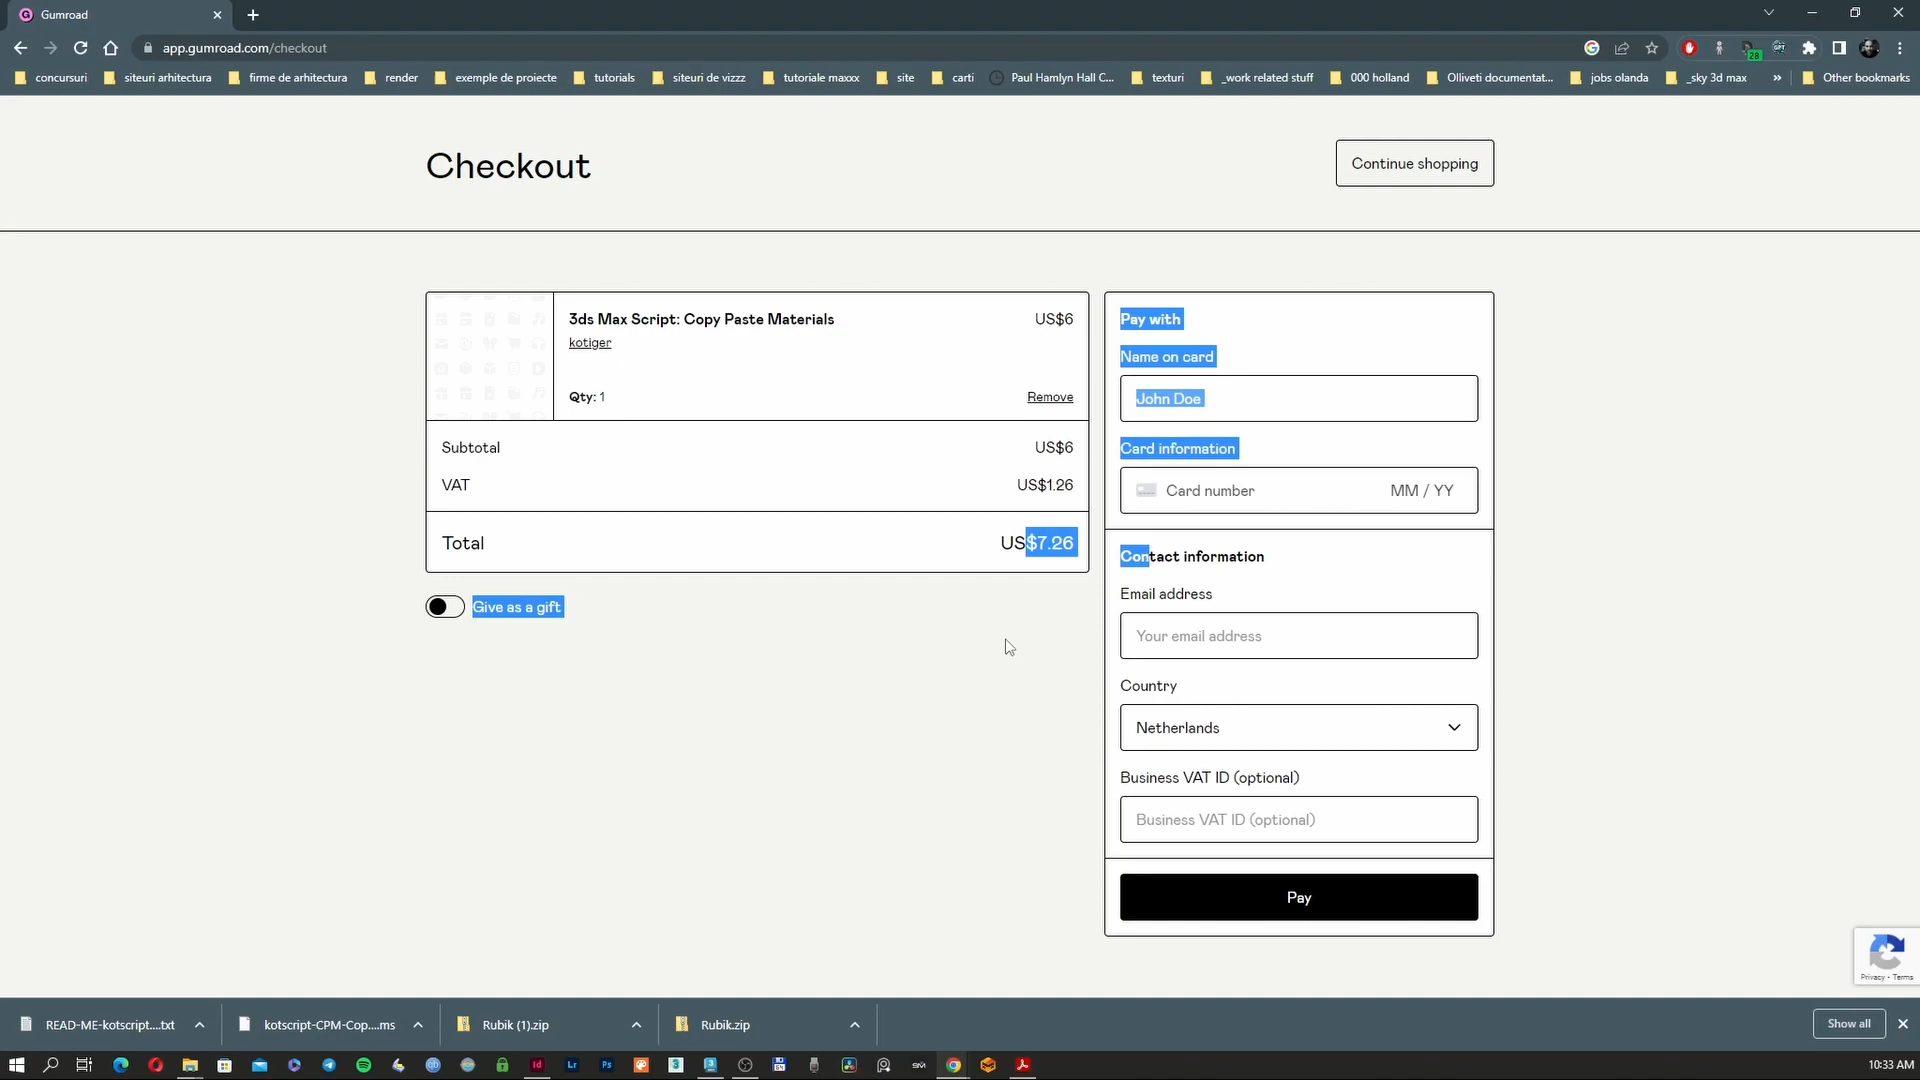 Gumroad
app.gumroad.com/checkout
concursuri
siteuri arhitectura
firme de arhitectura
render
exemple de proiecte
tutorials
siteuri de vizzz
tutoriale maxxx
site
carti
Paul Hamlyn Hall C...
texturi
_work related stuff
000 holland
Olliveti documentat...
jobs olanda
_sky 3d max
»
Other bookmarks
Checkout
Continue shopping
3ds Max Script: Copy Paste Materials US$6
kotiger
Qty: 1 Remove
Subtotal US$6
VAT US$1.26
Total US$7.26
Give as a gift
Pay with
Name on card
John Doe
Card information
Card number MM / YY
Contact information
Email address
Your email address
Country
Netherlands
Business VAT ID (optional)
Business VAT ID (optional)
Pay
Privacy - Terms
READ-ME-kotscript....txt
kotscript-CPM-Cop....ms
Rubik (1).zip
Rubik.zip
Show all
10:33 AM